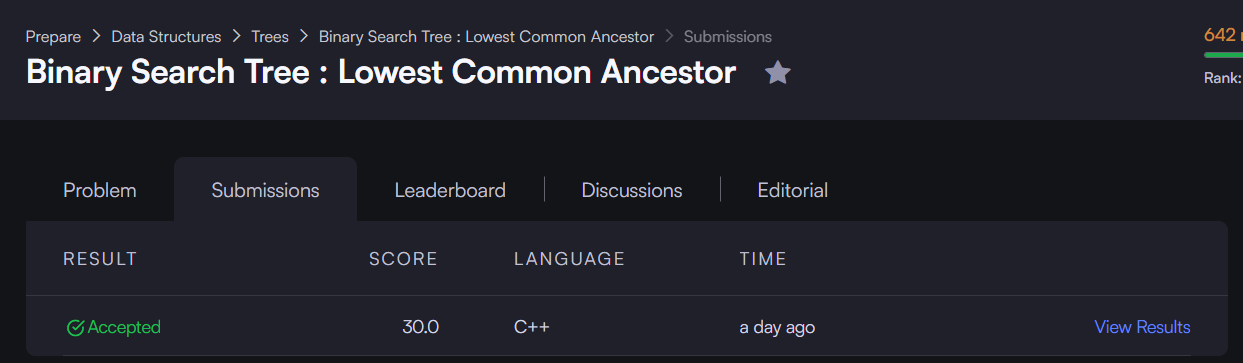 Prepare > Data Structures > Trees > Binary Search Tree : Lowest Common Ancestor > Submissions
642
Binary Search Tree : Lowest Common Ancestor
Rank:
Problem Submissions Leaderboard Discussions Editorial
RESULT SCORE LANGUAGE TIME
Accepted 30.0 C++ a day ago View Results